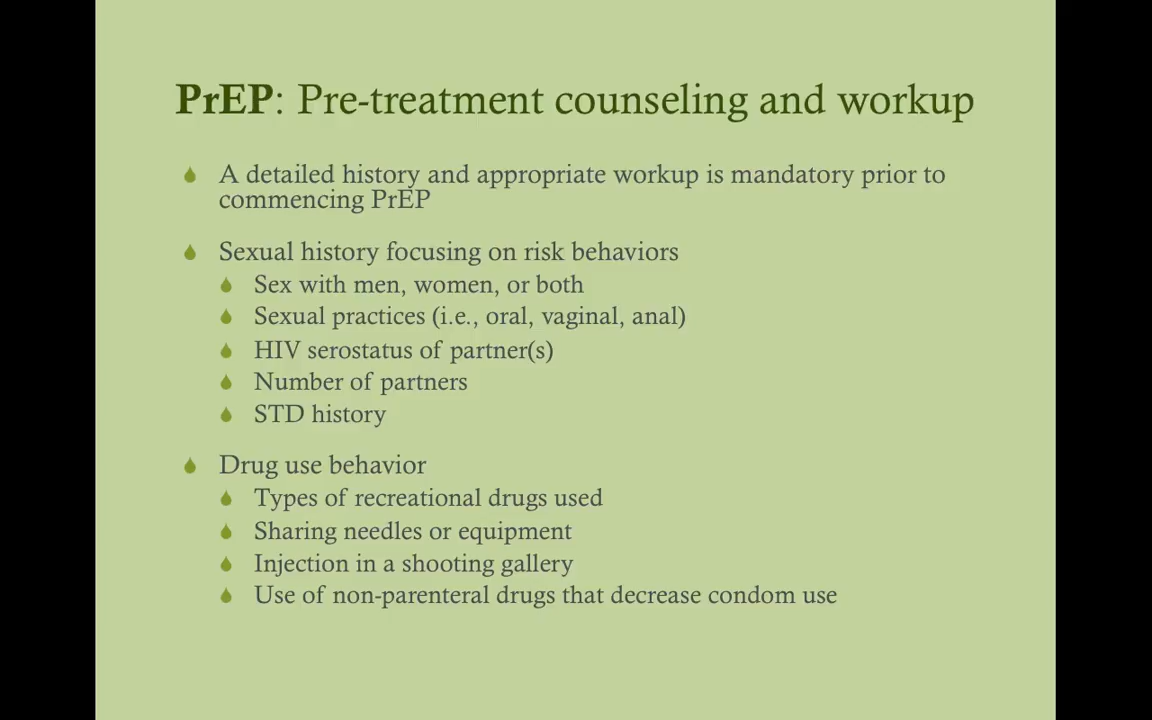 PrEP: Pre-treatment counseling and workup
A detailed history and appropriate workup is mandatory prior to
commencing PrEP
Sexual history focusing on risk behaviors
Sex with men, women, or both
Sexual practices (i.e., oral, vaginal, anal)
HIV serostatus of partner(s)
Number of partners
STD history
Drug use behavior
Types of recreational drugs used
Sharing needles or equipment
Injection in a shooting gallery
Use of non-parenteral drugs that decrease condom use